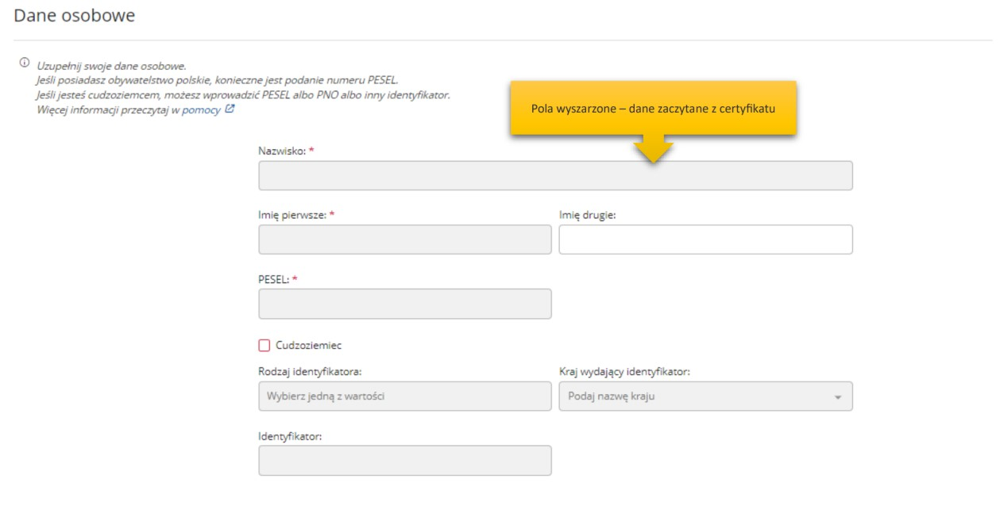 Dane osobowe
Uzupełnij swoje dane osobowe.
Jeśli posiadasz obywatelstwo polskie, konieczne jest podanie numeru PESEL.
Jeśli jesteś cudzoziemcem, możesz wprowadzić PESEL albo PNO albo inny identyfikator.
Więcej informacji przeczytaj w pomocy
Pola wyszarzone – dane zaczytane z certyfikatu
Nazwisko: *
Imię pierwsze: *
Imię drugie:
PESEL: *
Cudzoziemiec
Rodzaj identyfikatora:
Kraj wydający identyfikator:
Wybierz jedną z wartości
Podaj nazwę kraju
Identyfikator: